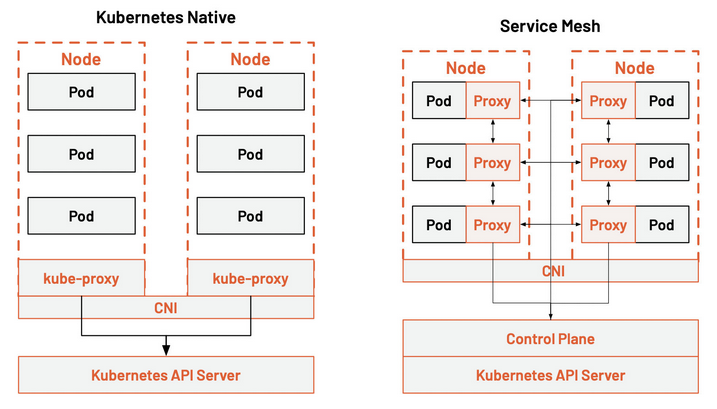 Kubernetes Native
Node
Node
Pod
Pod
Pod
Pod
Pod
Pod
kube-proxy
kube-proxy
CNI
Kubernetes API Server
Service Mesh
Node
Node
Pod Proxy
Proxy Pod
Pod Proxy
Proxy Pod
Pod Proxy
Proxy Pod
CNI
Control Plane
Kubernetes API Server